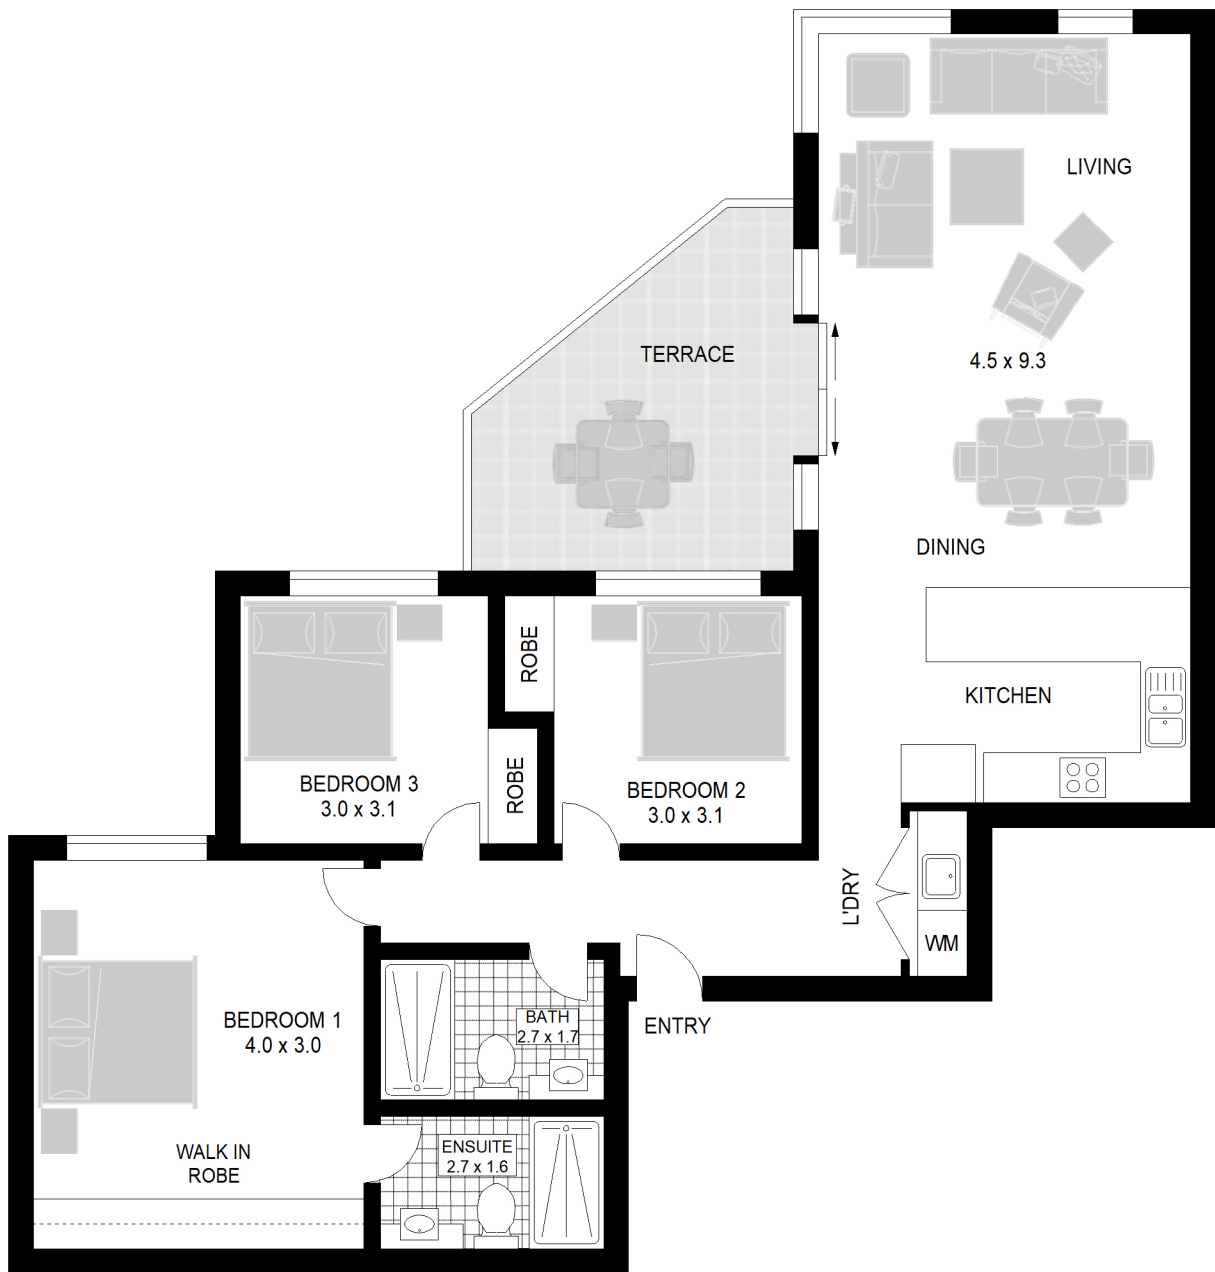 LIVING
TERRACE
4.5 x 9.3
DINING
ROBE
KITCHEN
BEDROOM 3
3.0 x 3.1
ROBE
BEDROOM 2
3.0 x 3.1
L'DRY
WM
BATH
2.7 x 1.7
ENTRY
BEDROOM 1
4.0 x 3.0
WALK IN
ROBE
ENSUITE
2.7 x 1.6